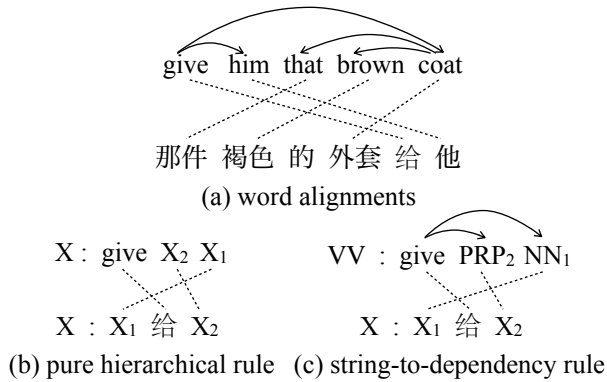 give him that brown coat
那件 褐色 的 外套 给 他
(a) word alignments
X : give X₂ X₁
X : X₁ 给 X₂
(b) pure hierarchical rule
VV : give PRP₂ NN₁
X : X₁ 给 X₂
(c) string-to-dependency rule